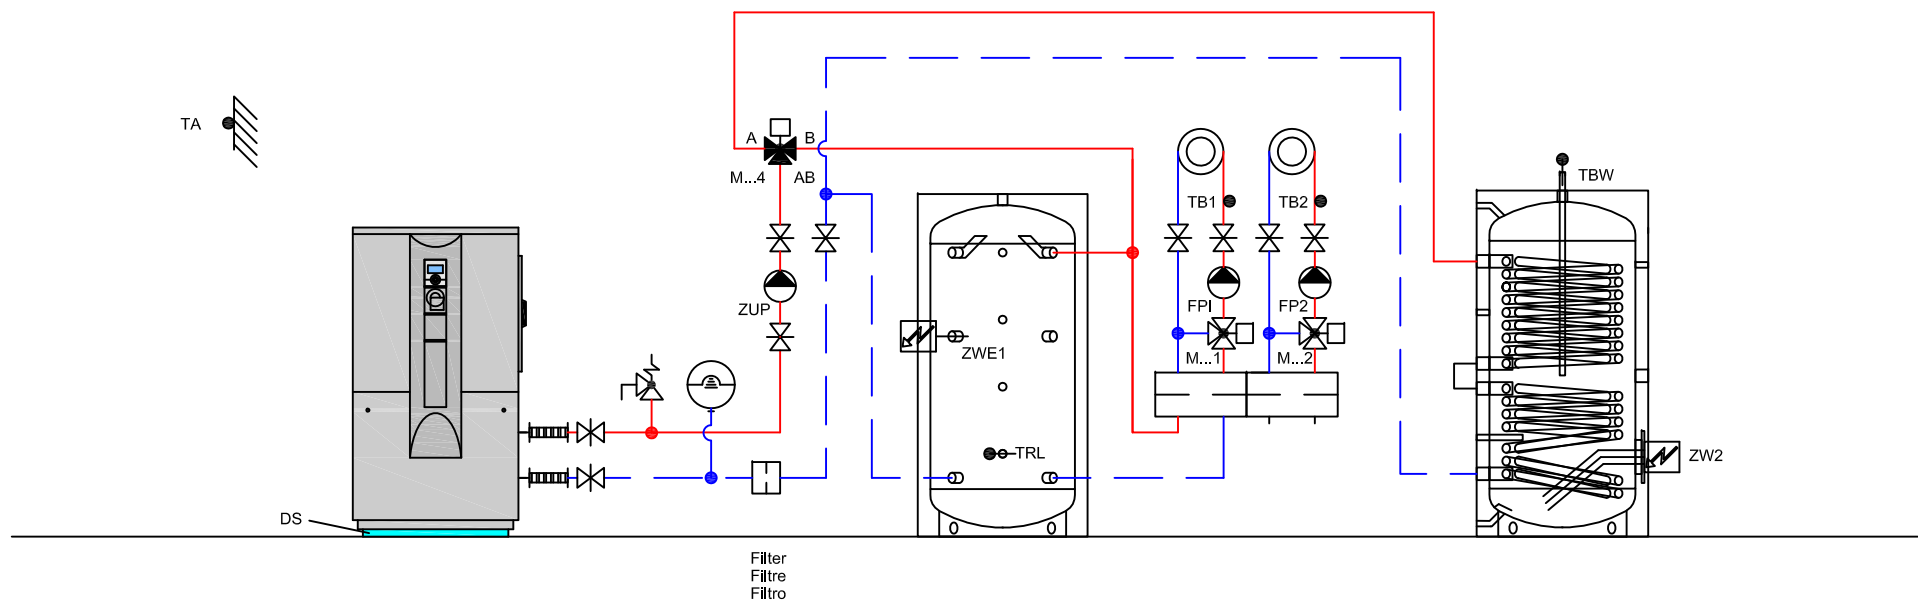 TA
A
B
M...4
AB
TB1
TB2
TBW
ZUP
FPI
FP2
ZWE1
M...1
M...2
TRL
ZW2
DS
Filter
Filtre
Filtro